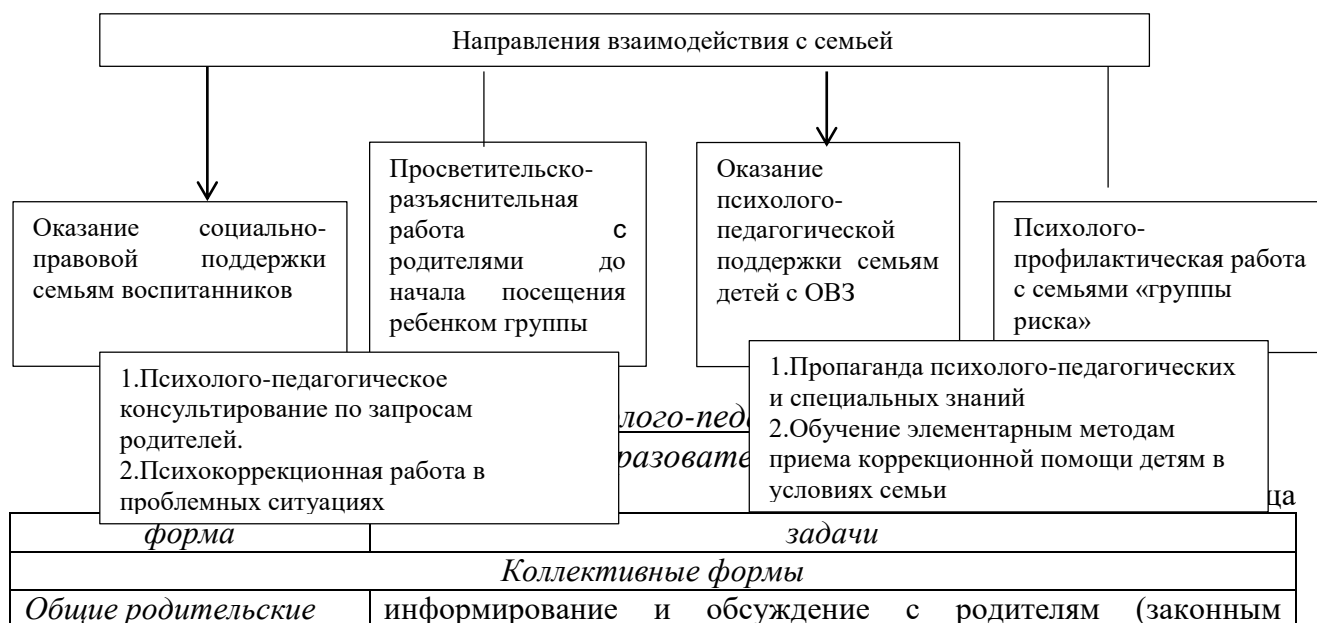 Направления взаимодействия с семьей
Оказание социально-
правовой поддержки
семьям воспитанников
Просветительско-
разъяснительная
работа с
родителями до
начала посещения
ребенком группы
Оказание
психолого-
педагогической
поддержки семьям
детей с ОВЗ
Психолого-
профилактическая работа
с семьями «группы
риска»
1.Психолого-педагогическое
консультирование по запросам
родителей.
2.Психокоррекционная работа в
проблемных ситуациях
1.Пропаганда психолого-педагогических
и специальных знаний
2.Обучение элементарным методам
приема коррекционной помощи детям в
условиях семьи
форма задачи
Коллективные формы
Общие родительские информирование и обсуждение с родителям (законным